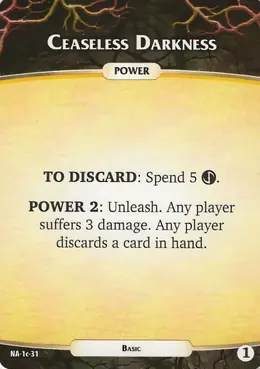 Ceaseless Darkness
POWER
TO DISCARD: Spend 5 .
POWER 2: Unleash. Any player
suffers 3 damage. Any player
discards a card in hand.
Basic
NA-1c-31
1